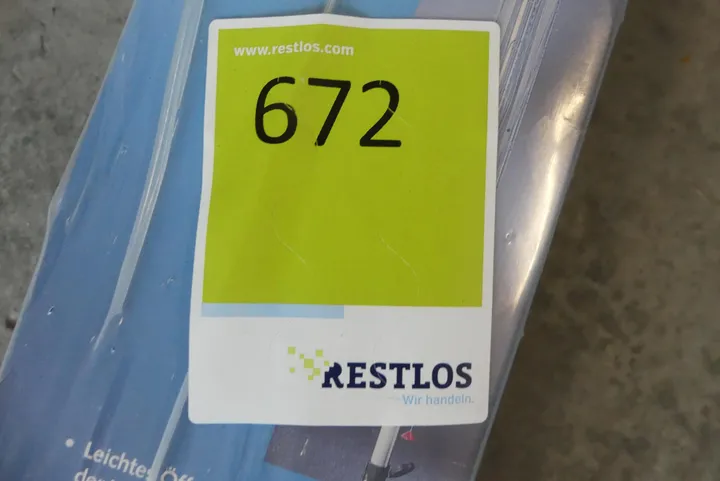 www.restlos.com
672
RESTLOS
Wir handeln.
• Leichtes